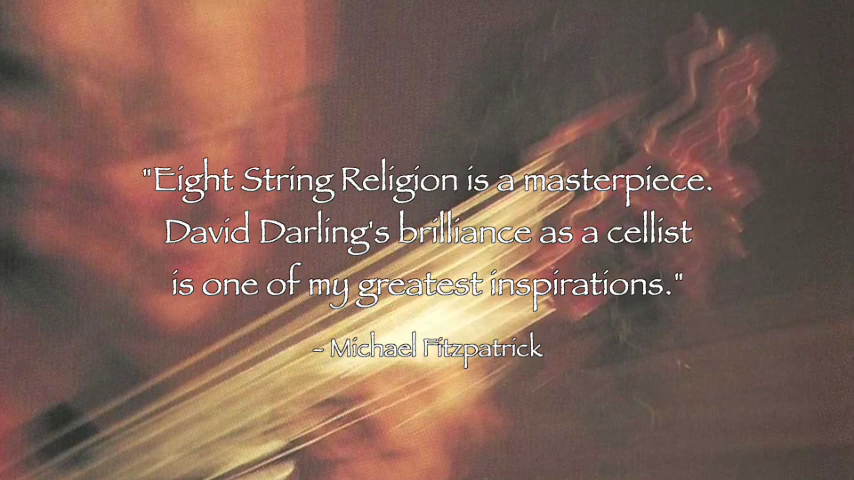 "Eight String Religion is a masterpiece.
David Darling's brilliance as a cellist
is one of my greatest inspirations."
~ Michael Fitzpatrick